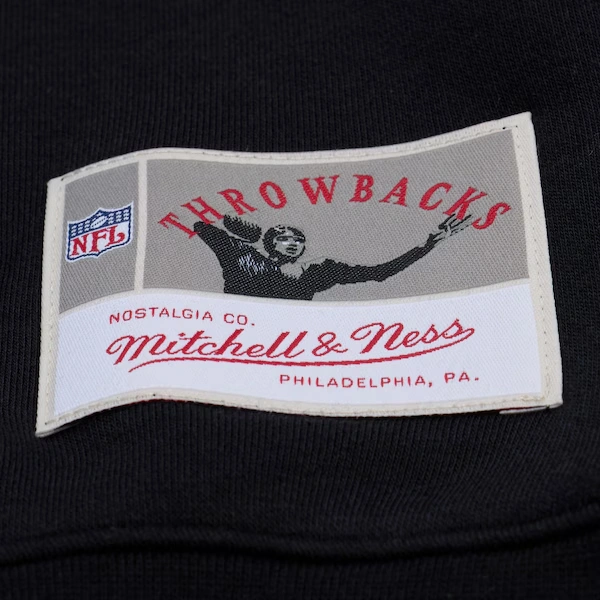 THROWBACKS
NFL
NOSTALGIA CO.
Mitchell & Ness
PHILADELPHIA, PA.